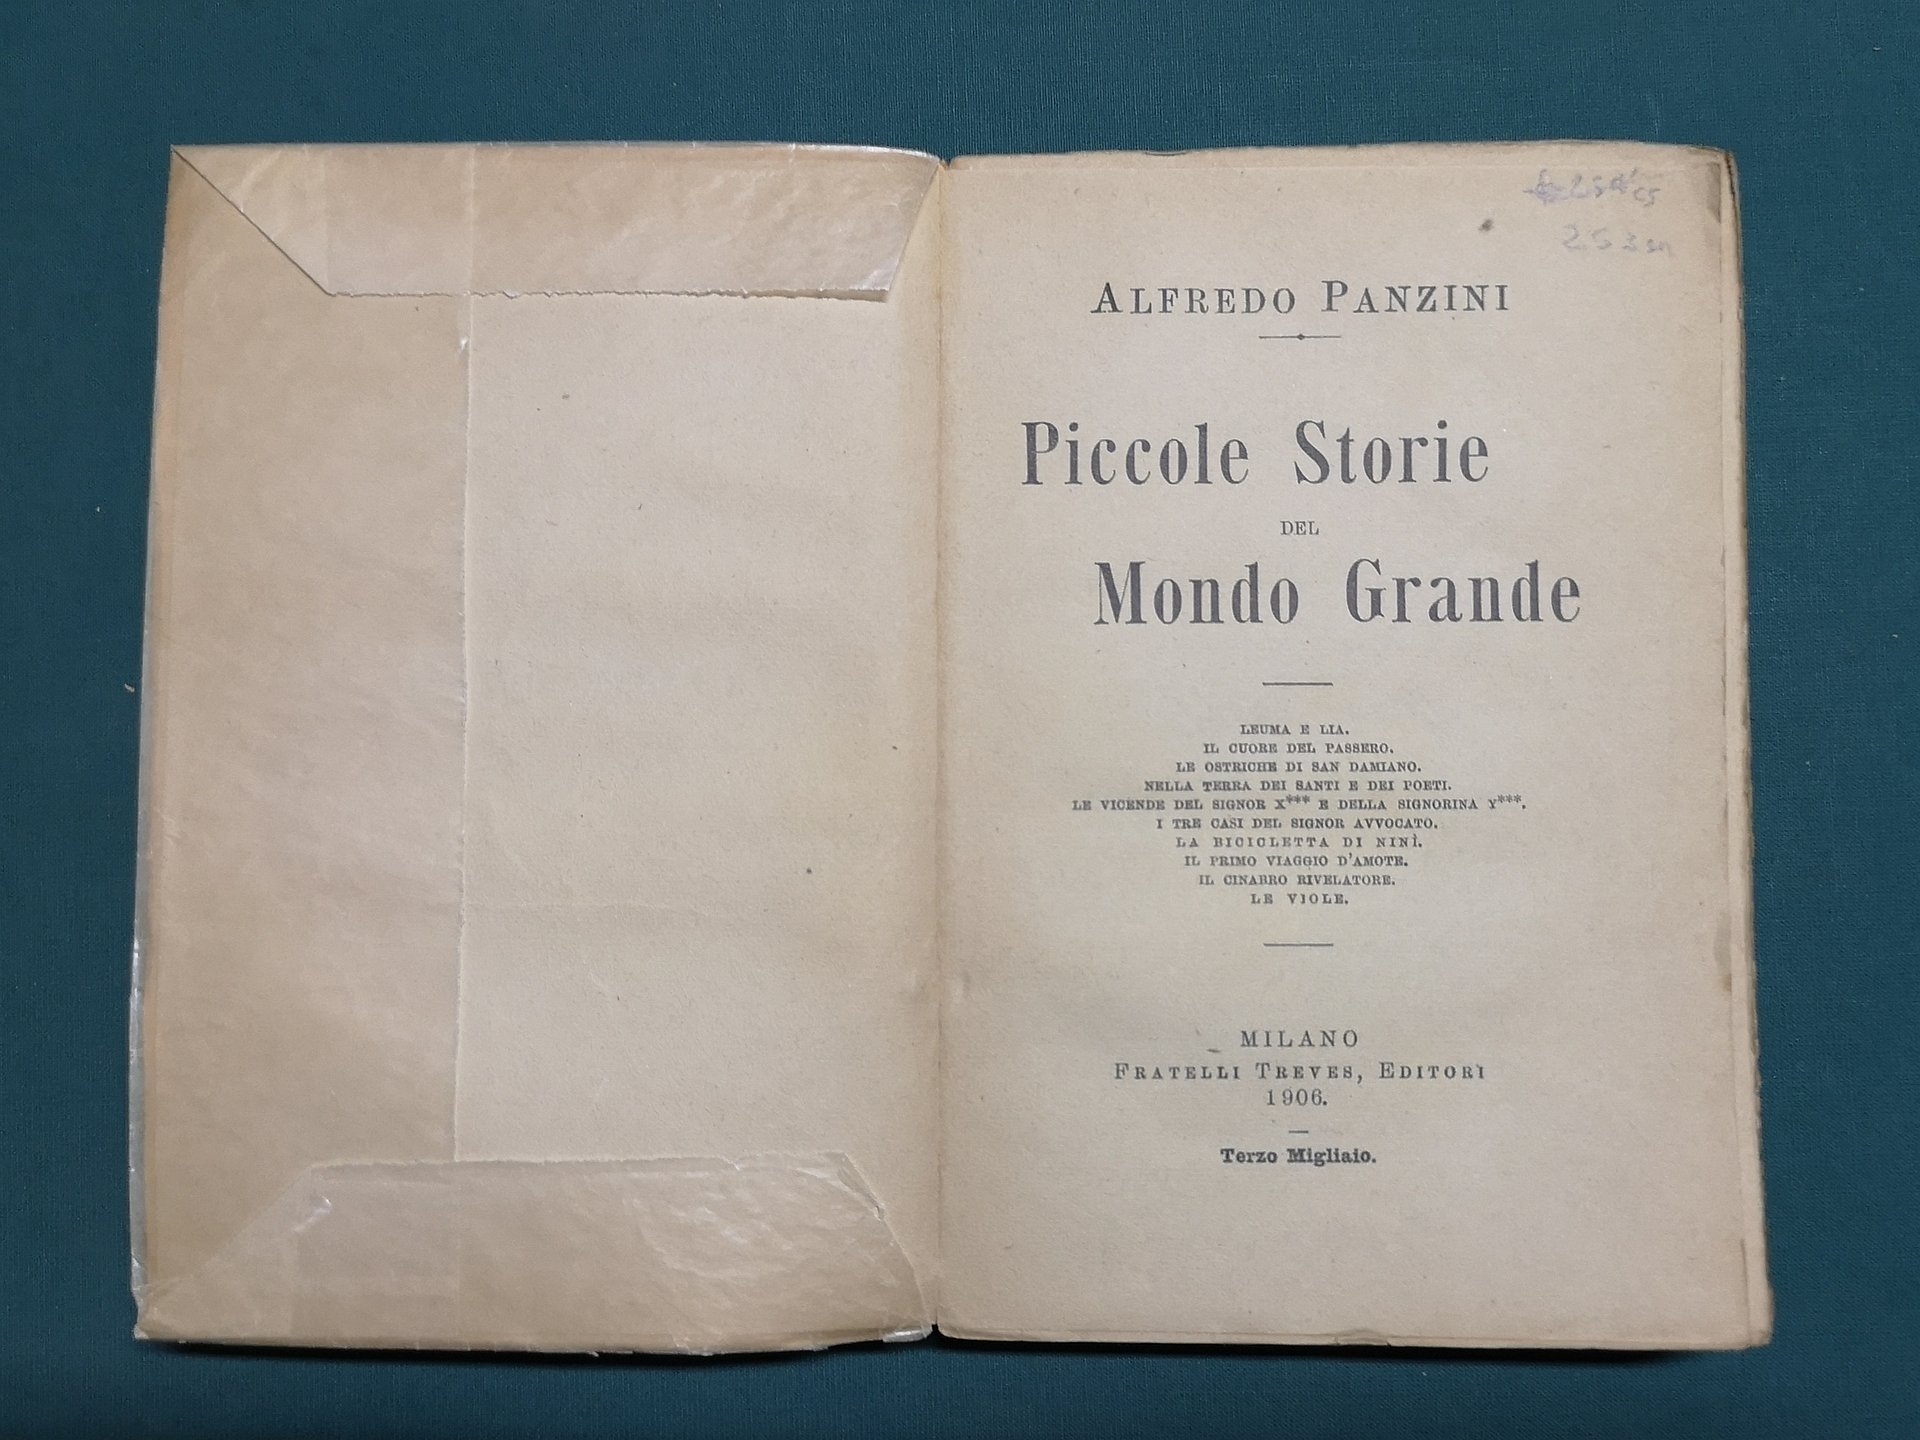 ALFREDO PANZINI
Piccole Storie
DEL
Mondo Grande
LEUMA E LIA.
IL CUORE DEL PASSERO.
LE OSTRICHE DI SAN DAMIANO.
NELLA TERRA DEI SANTI E DEI POETI.
LE VICENDE DEL SIGNOR X*** E DELLA SIGNORINA Y***.
I TRE CASI DEL SIGNOR AVVOCATO.
LA BICICLETTA DI NINÌ.
IL PRIMO VIAGGIO D'AMOTE.
IL CINABRO RIVELATORE.
LE VIOLE.
MILANO
FRATELLI TREVES, EDITORI
1906.
Terzo Migliaio.